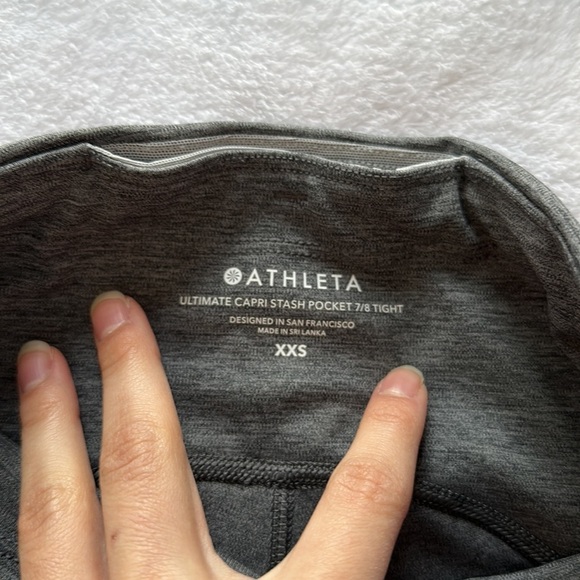 ATHLETA
ULTIMATE CAPRI STASH POCKET 7/8 TIGHT
DESIGNED IN SAN FRANCISCO
MADE IN SRI LANKA
XXS